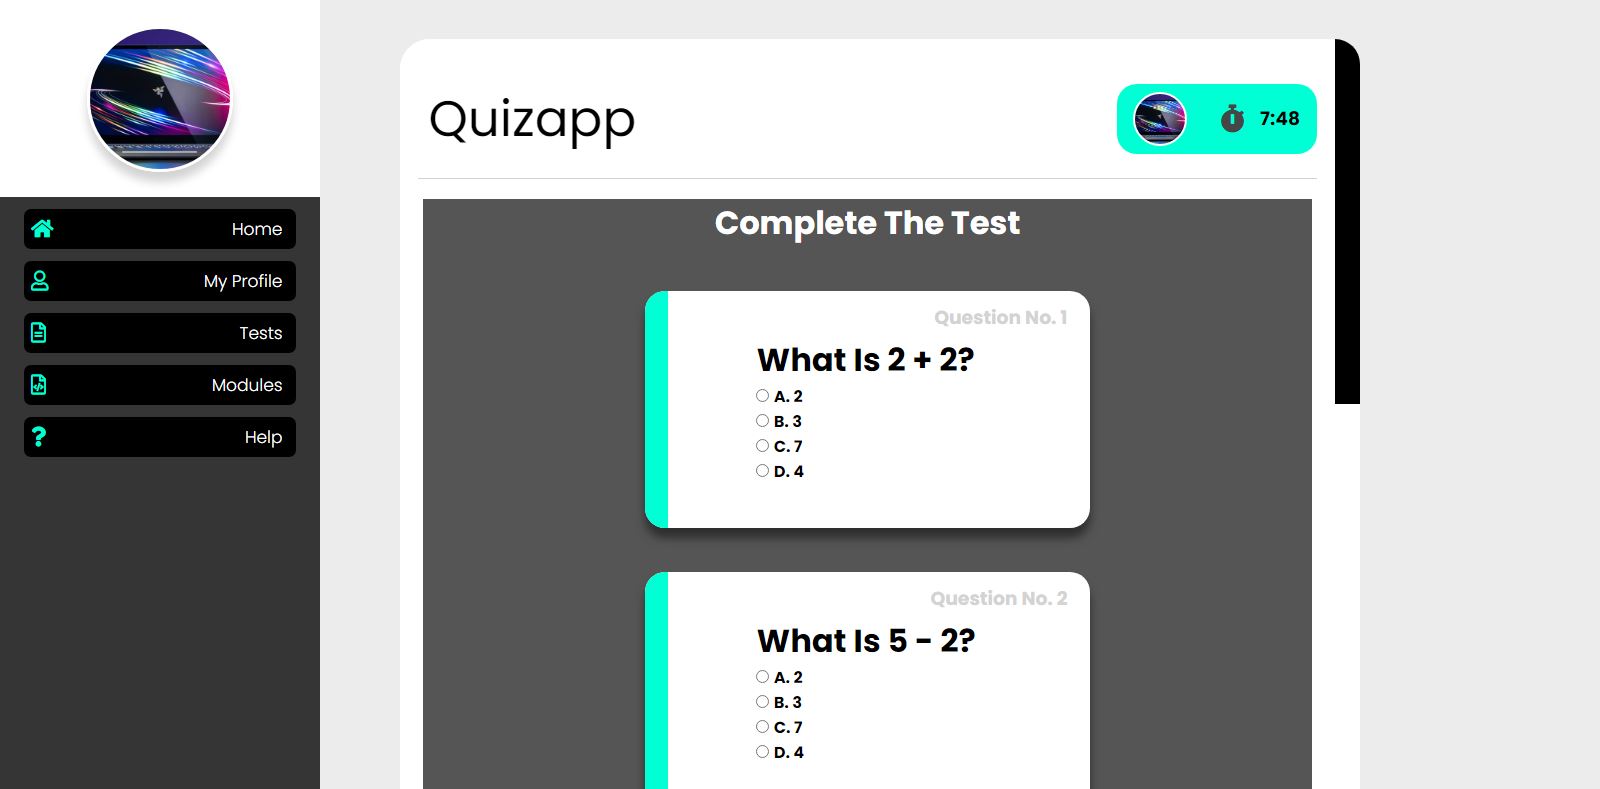 Home
My Profile
Tests
Modules
Help
Quizapp
7:48
Complete The Test
Question No. 1
What Is 2 + 2?
A. 2
B. 3
C. 7
D. 4
Question No. 2
What Is 5 - 2?
A. 2
B. 3
C. 7
D. 4